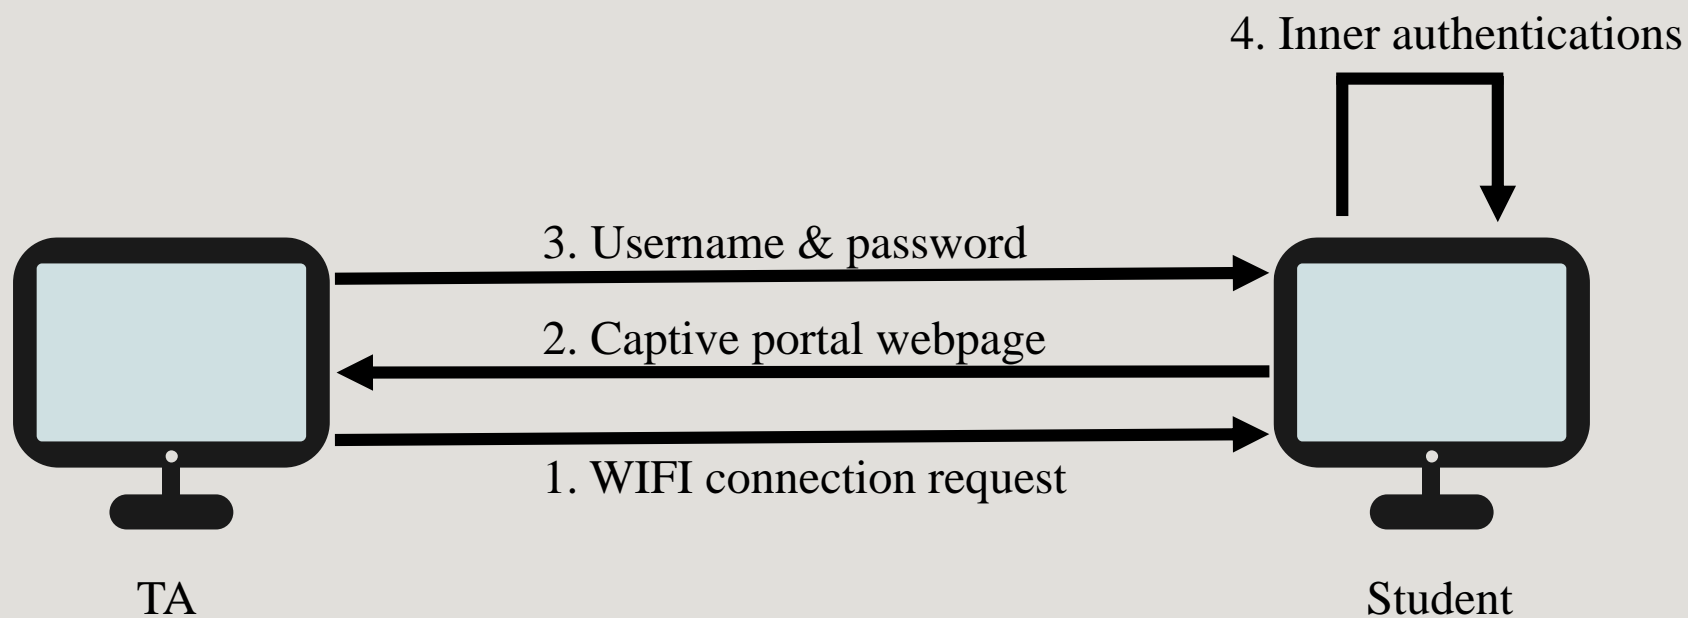 4. Inner authentications
3. Username & password
2. Captive portal webpage
1. WIFI connection request
TA
Student